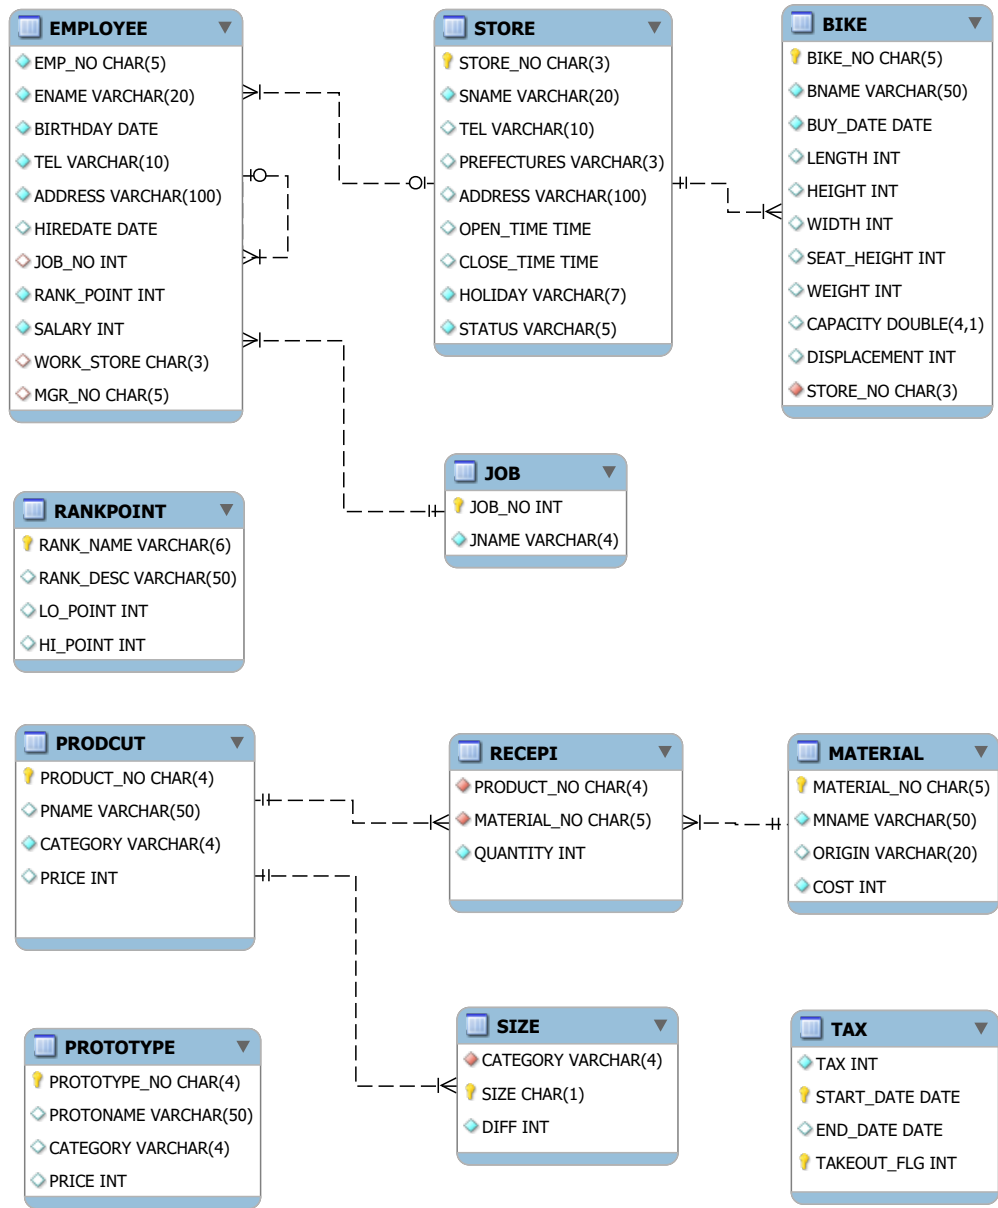 EMPLOYEE
EMP_NO CHAR(5)
ENAME VARCHAR(20)
BIRTHDAY DATE
TEL VARCHAR(10)
ADDRESS VARCHAR(100)
HIREDATE DATE
JOB_NO INT
RANK_POINT INT
SALARY INT
WORK_STORE CHAR(3)
MGR_NO CHAR(5)
STORE
STORE_NO CHAR(3)
SNAME VARCHAR(20)
TEL VARCHAR(10)
PREFECTURES VARCHAR(3)
ADDRESS VARCHAR(100)
OPEN_TIME TIME
CLOSE_TIME TIME
HOLIDAY VARCHAR(7)
STATUS VARCHAR(5)
BIKE
BIKE_NO CHAR(5)
BNAME VARCHAR(50)
BUY_DATE DATE
LENGTH INT
HEIGHT INT
WIDTH INT
SEAT_HEIGHT INT
WEIGHT INT
CAPACITY DOUBLE(4,1)
DISPLACEMENT INT
STORE_NO CHAR(3)
JOB
JOB_NO INT
JNAME VARCHAR(4)
RANKPOINT
RANK_NAME VARCHAR(6)
RANK_DESC VARCHAR(50)
LO_POINT INT
HI_POINT INT
PRODCUT
PRODUCT_NO CHAR(4)
PNAME VARCHAR(50)
CATEGORY VARCHAR(4)
PRICE INT
RECEPI
PRODUCT_NO CHAR(4)
MATERIAL_NO CHAR(5)
QUANTITY INT
MATERIAL
MATERIAL_NO CHAR(5)
MNAME VARCHAR(50)
ORIGIN VARCHAR(20)
COST INT
PROTOTYPE
PROTOTYPE_NO CHAR(4)
PROTONAME VARCHAR(50)
CATEGORY VARCHAR(4)
PRICE INT
SIZE
CATEGORY VARCHAR(4)
SIZE CHAR(1)
DIFF INT
TAX
TAX INT
START_DATE DATE
END_DATE DATE
TAKEOUT_FLG INT